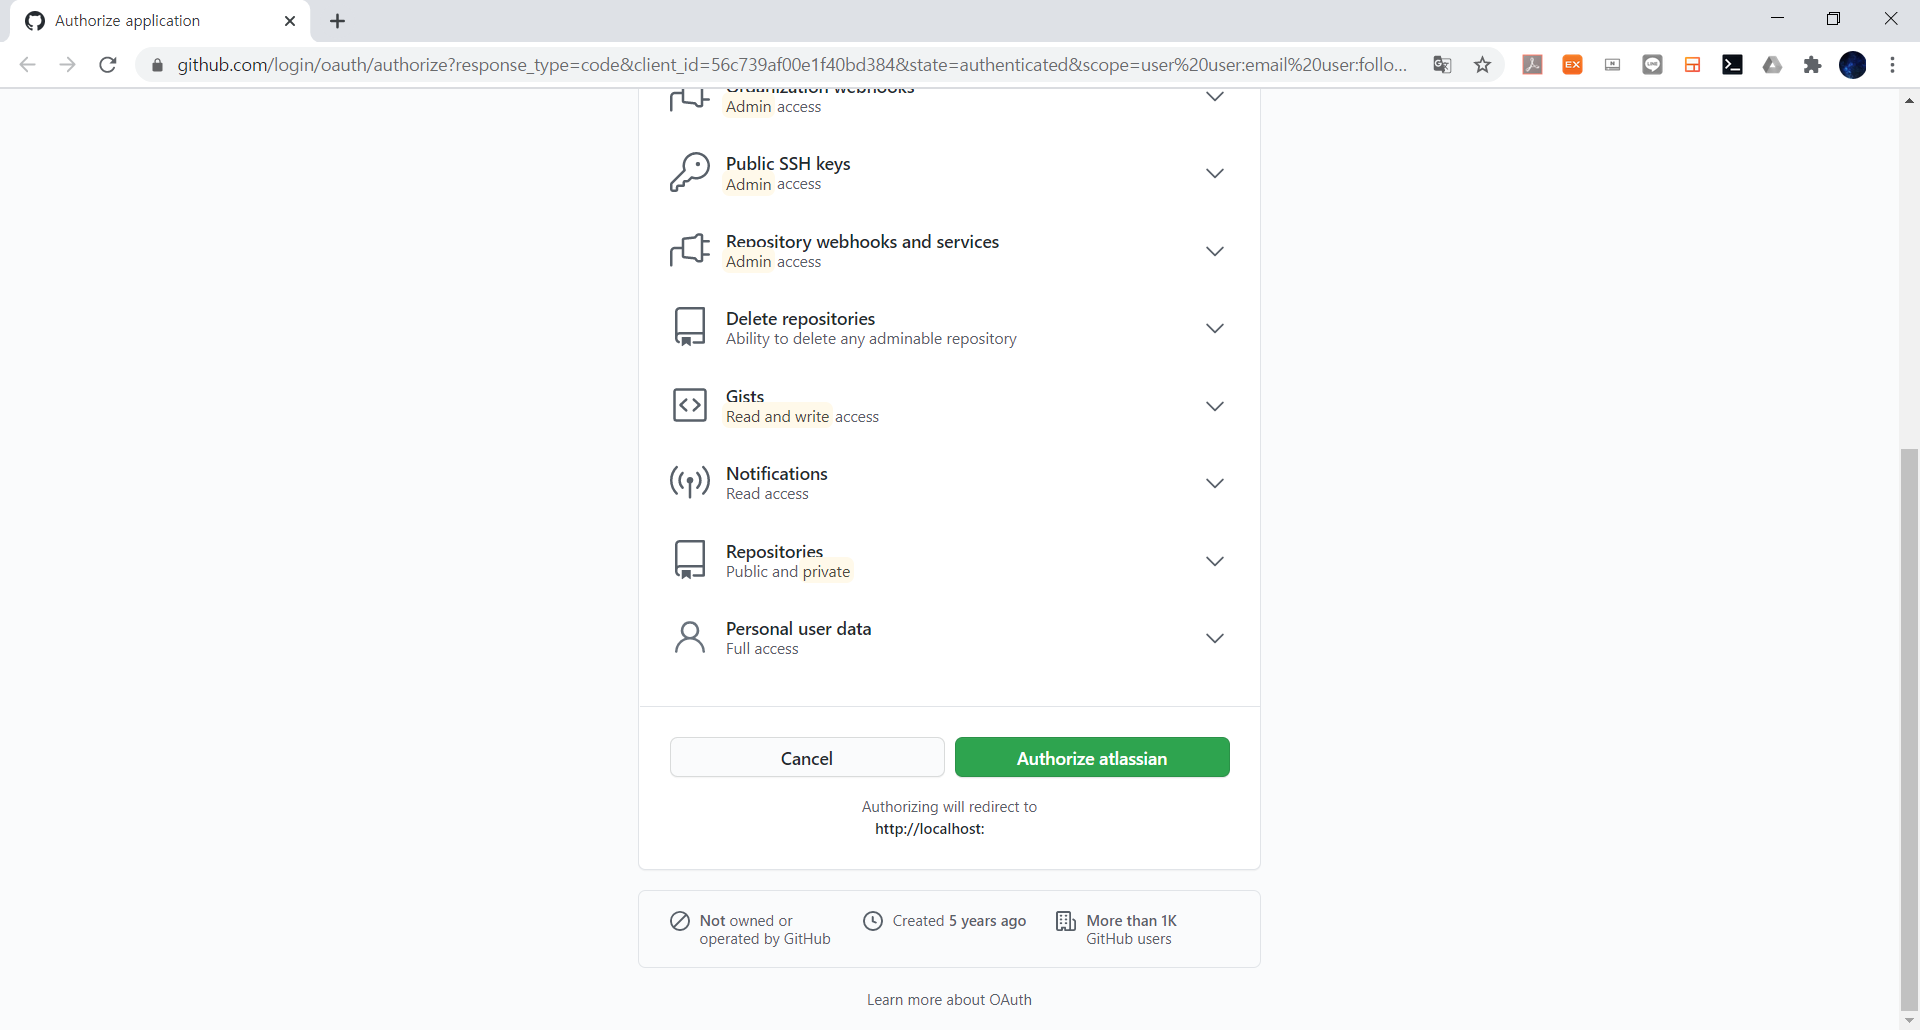 Authorize application
github.com/login/oauth/authorize?response_type=code&client_id=56c739af00e1f40bd384&state=authenticated&scope=user%20user:email%20user:follo...
EX
Organization webhooks
Admin access
Public SSH keys
Admin access
Repository webhooks and services
Admin access
Delete repositories
Ability to delete any adminable repository
Gists
Read and write access
Notifications
Read access
Repositories
Public and private
Personal user data
Full access
Cancel
Authorize atlassian
Authorizing will redirect to
http://localhost:
Not owned or
operated by GitHub
Created 5 years ago
More than 1K
GitHub users
Learn more about OAuth